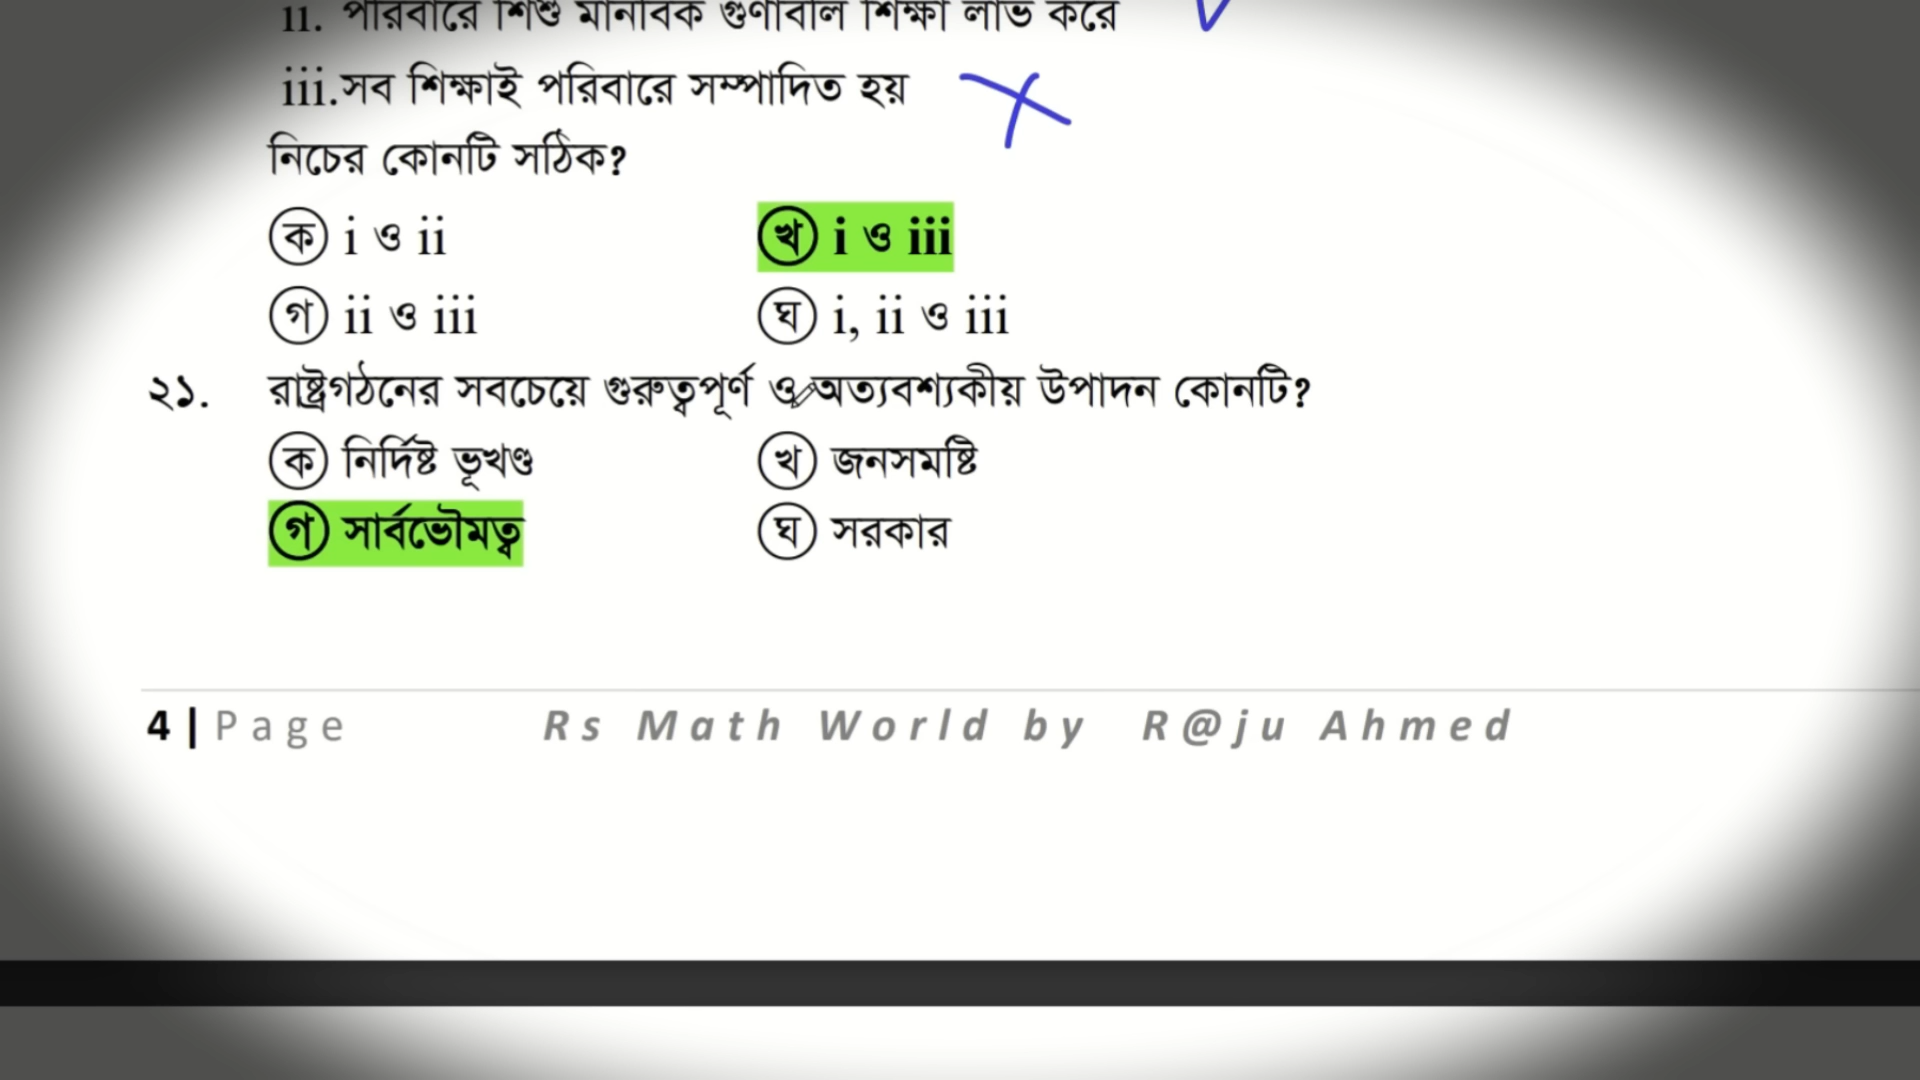 ii. পরিবারে শিশু মানবিক গুণাবলি শিক্ষা লাভ করে
iii.সব শিক্ষাই পরিবারে সম্পাদিত হয়
নিচের কোনটি সঠিক?
ক i ও ii খ i ও iii
গ ii ও iii ঘ i, ii ও iii
২১. রাষ্ট্রগঠনের সবচেয়ে গুরুত্বপূর্ণ ও অত্যবশ্যকীয় উপাদন কোনটি?
ক নির্দিষ্ট ভূখণ্ড খ জনসমষ্টি
গ সার্বভৌমত্ব ঘ সরকার
4 | Page Rs Math World by R@ju Ahmed